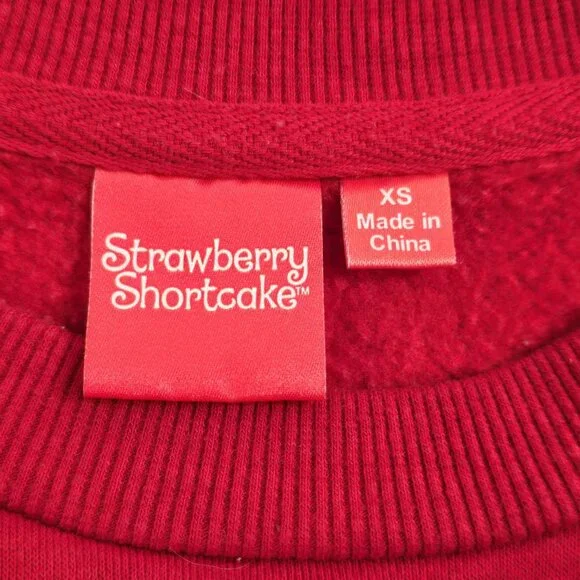 Strawberry
Shortcake™
XS
Made in
China